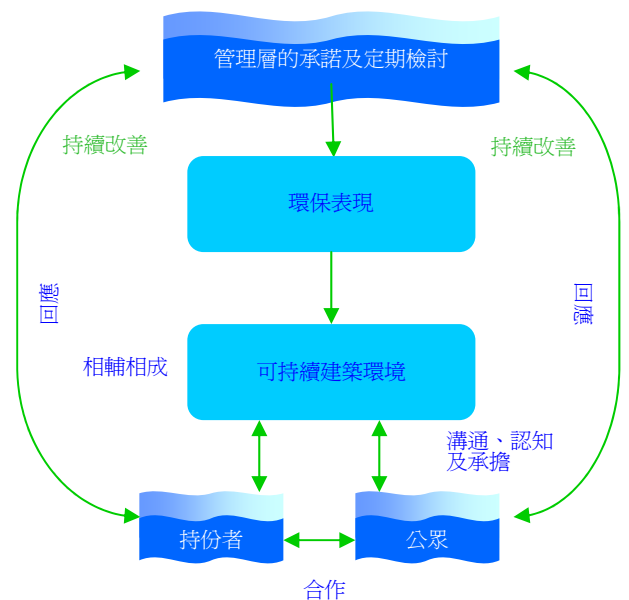 管理層的承諾及定期檢討
持續改善
持續改善
環保表現
回應
回應
相輔相成
可持續建築環境
溝通、認知
及承擔
持份者
公眾
合作